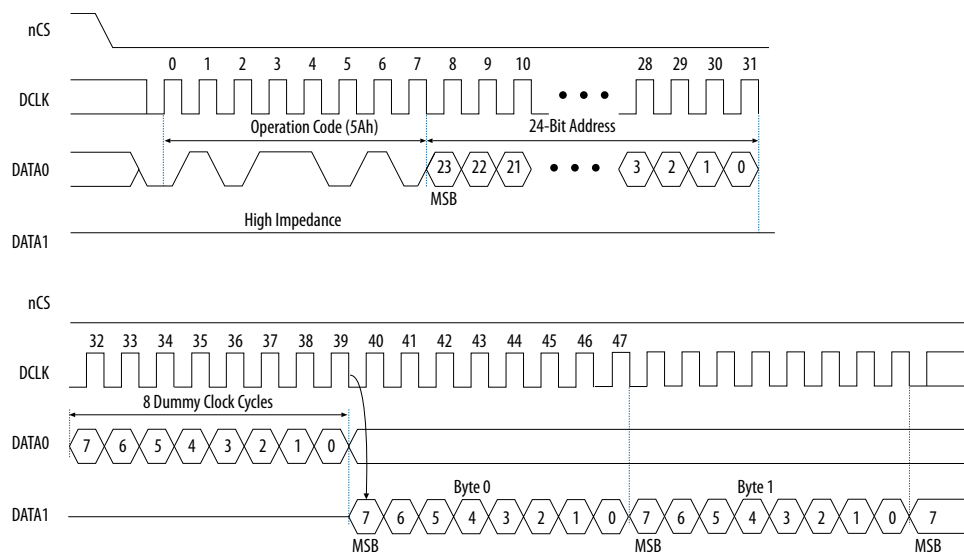 nCS
0 1 2 3 4 5 6 7 8 9 10 28 29 30 31
DCLK
Operation Code (5Ah) 24-Bit Address
DATA0 23 22 21 3 2 1 0
MSB
High Impedance
DATA1
nCS
32 33 34 35 36 37 38 39 40 41 42 43 44 45 46 47
DCLK
8 Dummy Clock Cycles
DATA0 7 6 5 4 3 2 1 0
Byte 0 Byte 1
DATA1 7 6 5 4 3 2 1 0 7 6 5 4 3 2 1 0 7
MSB MSB MSB